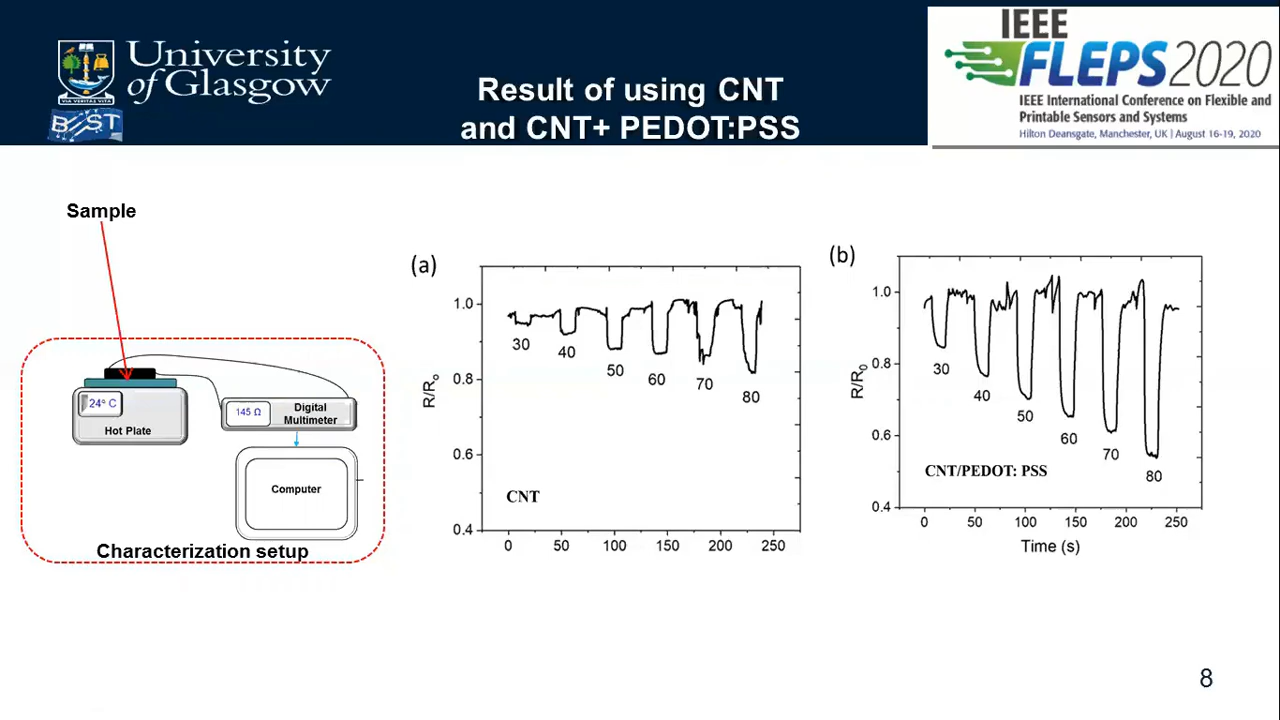 University
of Glasgow
VIA VERITAS VITA
BEST
Result of using CNT
and CNT+ PEDOT:PSS
IEEE
FLEPS 2020
IEEE International Conference on Flexible and
Printable Sensors and Systems
Hilton Deansgate, Manchester, UK | August 16-19, 2020
Sample
24° C
Hot Plate
145 Ω
Digital
Multimeter
Computer
Characterization setup
(a)
R/Rₒ
1.0
0.8
0.6
0.4
30
40
50
60
70
80
CNT
0
50
100
150
200
250
(b)
R/R₀
1.0
0.8
0.6
0.4
30
40
50
60
70
80
CNT/PEDOT: PSS
0
50
100
150
200
250
Time (s)
8